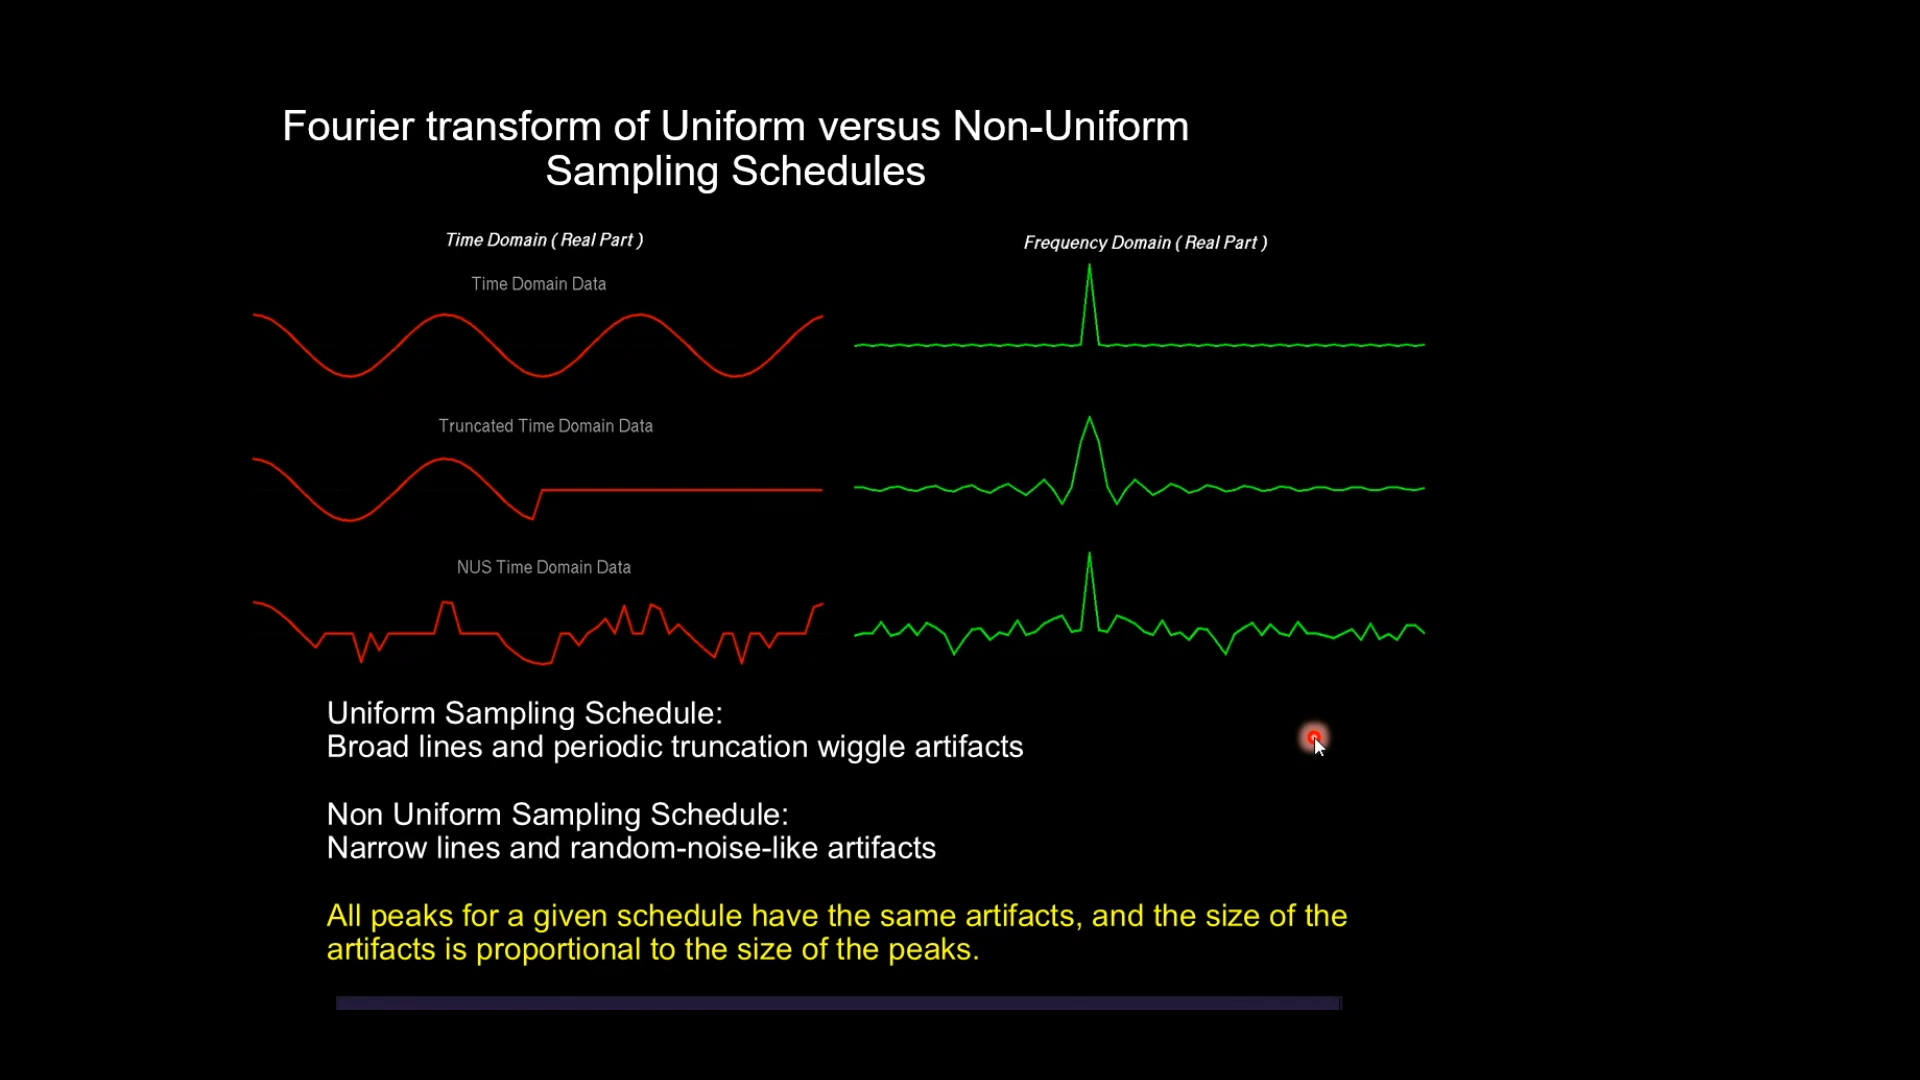 Fourier transform of Uniform versus Non-Uniform
Sampling Schedules
Time Domain ( Real Part )
Frequency Domain ( Real Part )
Time Domain Data
Truncated Time Domain Data
NUS Time Domain Data
Uniform Sampling Schedule:
Broad lines and periodic truncation wiggle artifacts
Non Uniform Sampling Schedule:
Narrow lines and random-noise-like artifacts
All peaks for a given schedule have the same artifacts, and the size of the
artifacts is proportional to the size of the peaks.